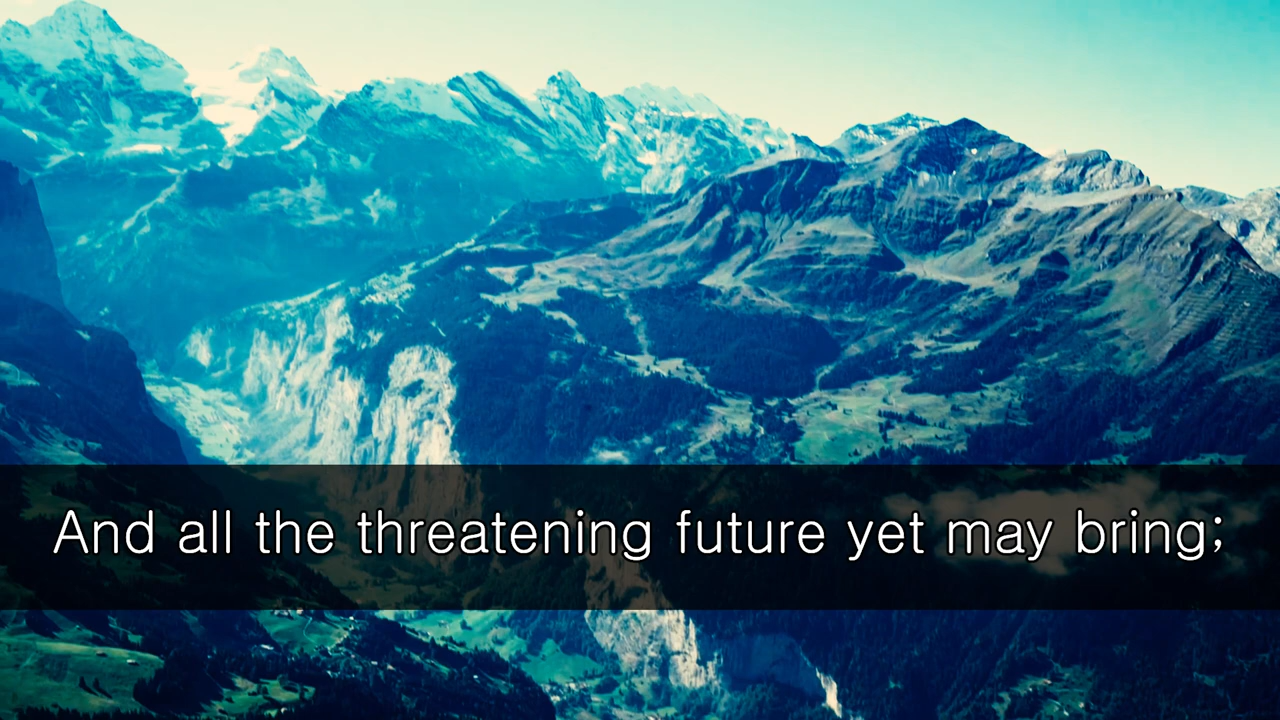 And all the threatening future yet may bring;